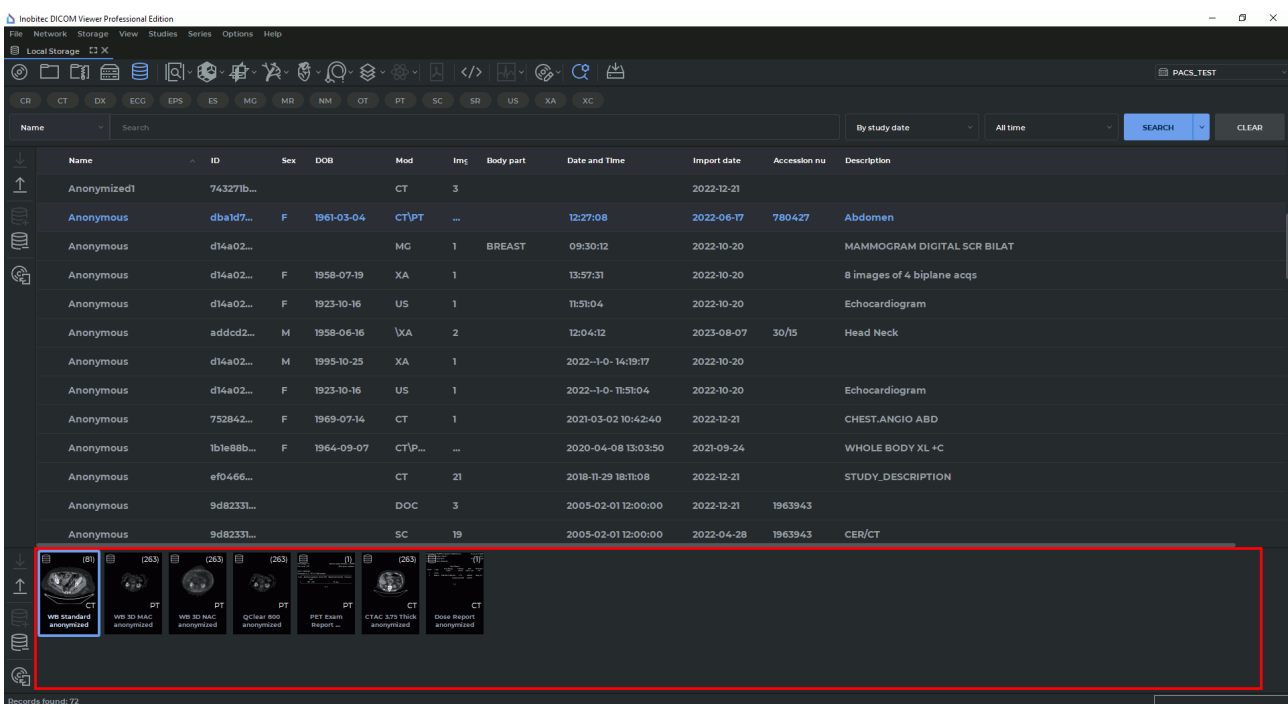 Inobitec DICOM Viewer Professional Edition
File Network Storage View Studies Series Options Help
Local Storage
PACS_TEST
CR CT DX ECG EPS ES MG MR NM OT PT SC SR US XA XC
Name Search By study date All time SEARCH CLEAR
Name ID Sex DOB Mod Img Body part Date and Time Import date Accession nu Description
Anonymized1 743271b... CT 3 2022-12-21
Anonymous dba1d7... F 1961-03-04 CT\PT ... 12:27:08 2022-06-17 780427 Abdomen
Anonymous d14a02... MG 1 BREAST 09:30:12 2022-10-20 MAMMOGRAM DIGITAL SCR BILAT
Anonymous d14a02... F 1958-07-19 XA 1 13:57:31 2022-10-20 8 images of 4 biplane acqs
Anonymous d14a02... F 1923-10-16 US 1 11:51:04 2022-10-20 Echocardiogram
Anonymous addcd2... M 1958-06-16 \XA 2 12:04:12 2023-08-07 30/15 Head Neck
Anonymous d14a02... M 1995-10-25 XA 1 2022--1-0- 14:19:17 2022-10-20
Anonymous d14a02... F 1923-10-16 US 1 2022--1-0- 11:51:04 2022-10-20 Echocardiogram
Anonymous 752842... F 1969-07-14 CT 1 2021-03-02 10:42:40 2022-12-21 CHEST.ANGIO ABD
Anonymous 1b1e88b... F 1964-09-07 CT\P... ... 2020-04-08 13:03:50 2021-09-24 WHOLE BODY XL +C
Anonymous ef0466... CT 21 2018-11-29 18:11:08 2022-12-21 STUDY_DESCRIPTION
Anonymous 9d82331... DOC 3 2005-02-01 12:00:00 2022-12-21 1963943
Anonymous 9d82331... SC 19 2005-02-01 12:00:00 2022-04-28 1963943 CER/CT
(81) (263) (263) (263) (1) (263) (1)
CT PT PT PT PT CT CT
WB Standard WB 3D MAC WB 3D NAC QClear 800 PET Exam CTAC 3.75 Thick Dose Report
anonymized anonymized anonymized anonymized Report ... anonymized anonymized
Records found: 72